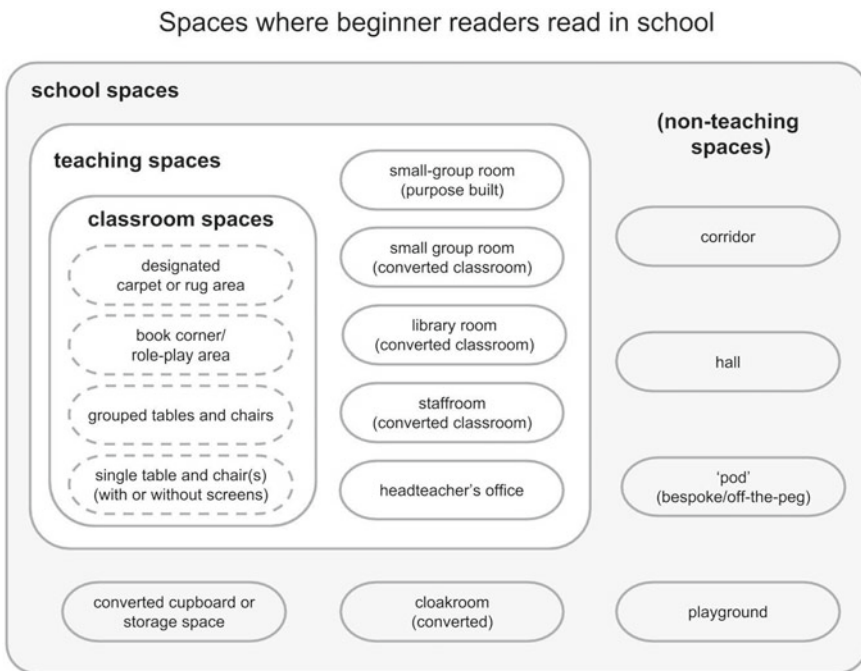 Spaces where beginner readers read in school
school spaces
(non-teaching
spaces)
teaching spaces
classroom spaces
designated
carpet or rug area
book corner/
role-play area
grouped tables and chairs
single table and chair(s)
(with or without screens)
small-group room
(purpose built)
small group room
(converted classroom)
library room
(converted classroom)
staffroom
(converted classroom)
headteacher's office
corridor
hall
‘pod’
(bespoke/off-the-peg)
converted cupboard or
storage space
cloakroom
(converted)
playground